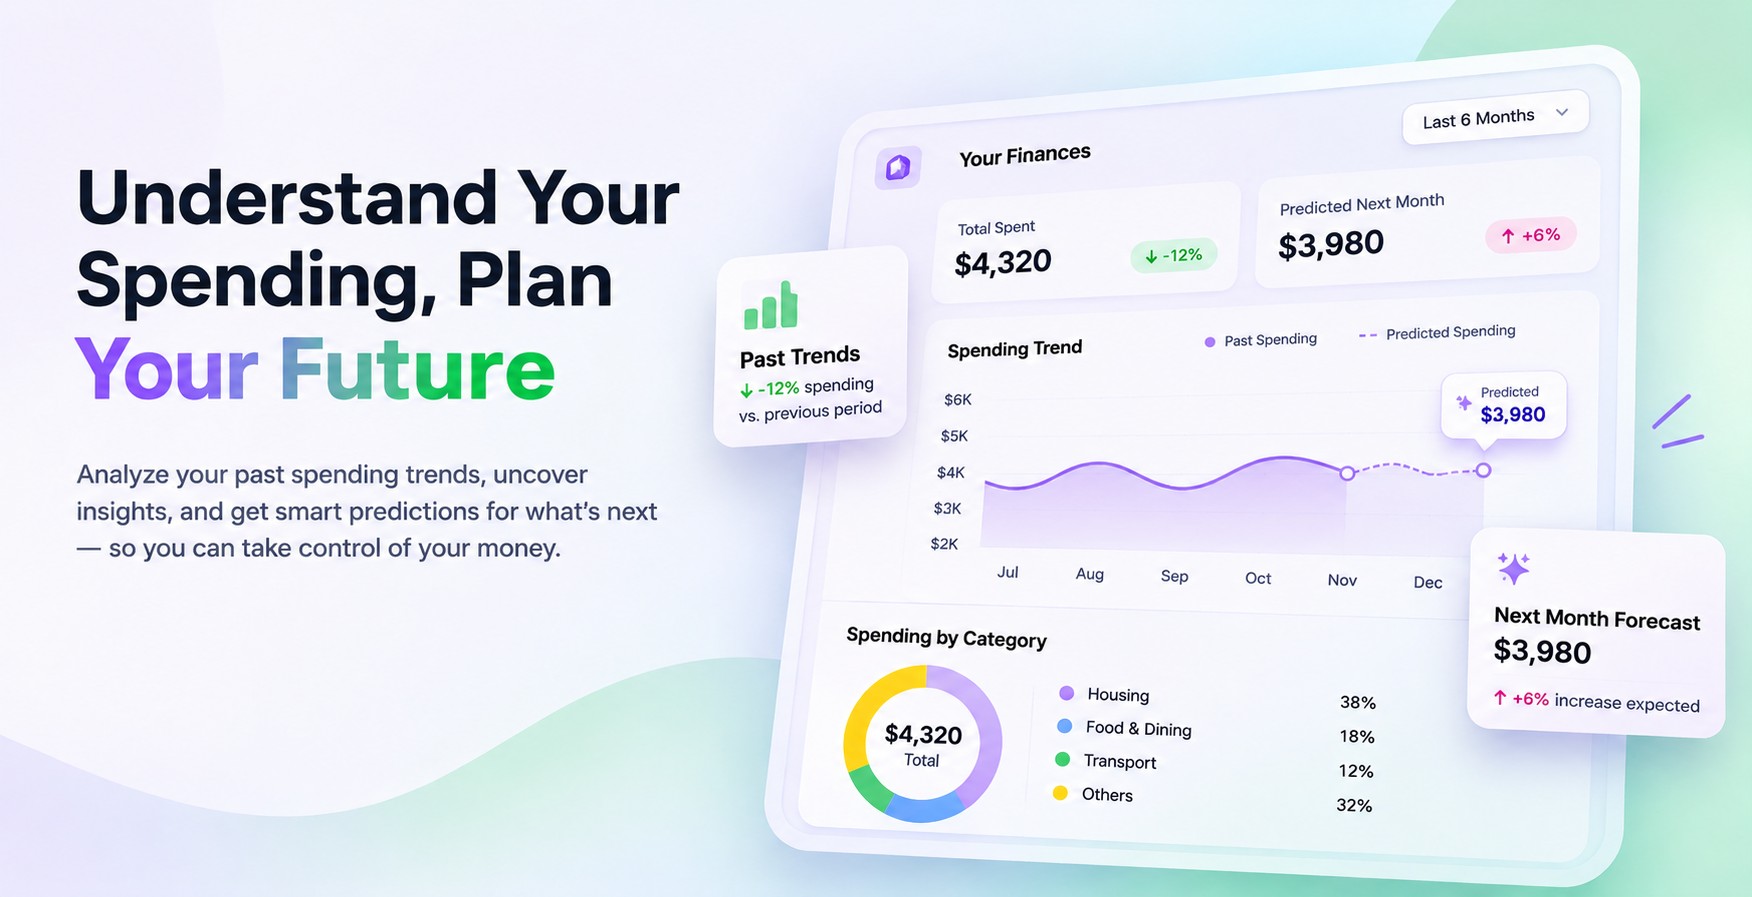 Understand Your
Spending, Plan
Your Future
Analyze your past spending trends, uncover
insights, and get smart predictions for what’s next
— so you can take control of your money.
Your Finances
Last 6 Months
Total Spent
$4,320
↓ -12%
Predicted Next Month
$3,980
↑ +6%
Past Trends
↓ -12% spending
vs. previous period
Spending Trend
Past Spending
Predicted Spending
$6K
$5K
$4K
$3K
$2K
Predicted
$3,980
Jul Aug Sep Oct Nov Dec
Next Month Forecast
$3,980
↑ +6% increase expected
Spending by Category
$4,320
Total
Housing 38%
Food & Dining 18%
Transport 12%
Others 32%